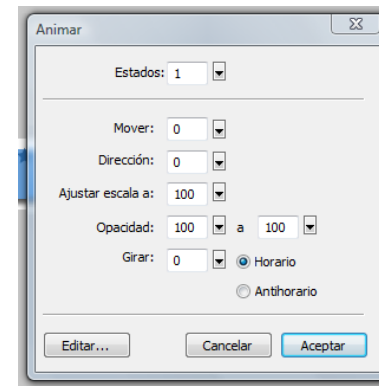 Animar
Estados: 1
Mover: 0
Dirección: 0
Ajustar escala a: 100
Opacidad: 100 a 100
Girar: 0 Horario
Antihorario
Editar... Cancelar Aceptar